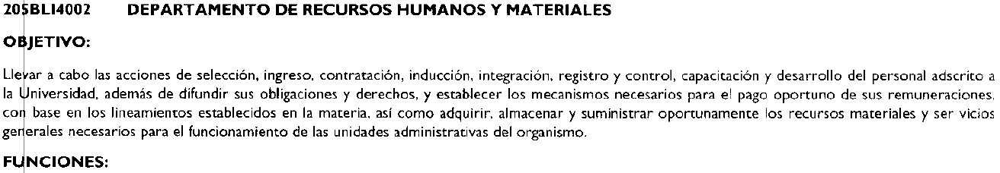 205BLI4002 DEPARTAMENTO DE RECURSOS HUMANOS Y MATERIALES
OBJETIVO:
Llevar a cabo las acciones de selección, ingreso, contratación, inducción, integración, registro y control, capacitación y desarrollo del personal adscrito a
la Universidad, además de difundir sus obligaciones y derechos, y establecer los mecanismos necesarios para el pago oportuno de sus remuneraciones,
con base en los lineamientos establecidos en la materia, así como adquirir, almacenar y suministrar oportunamente los recursos materiales y ser vicios
generales necesarios para el funcionamiento de las unidades administrativas del organismo.
FUNCIONES: